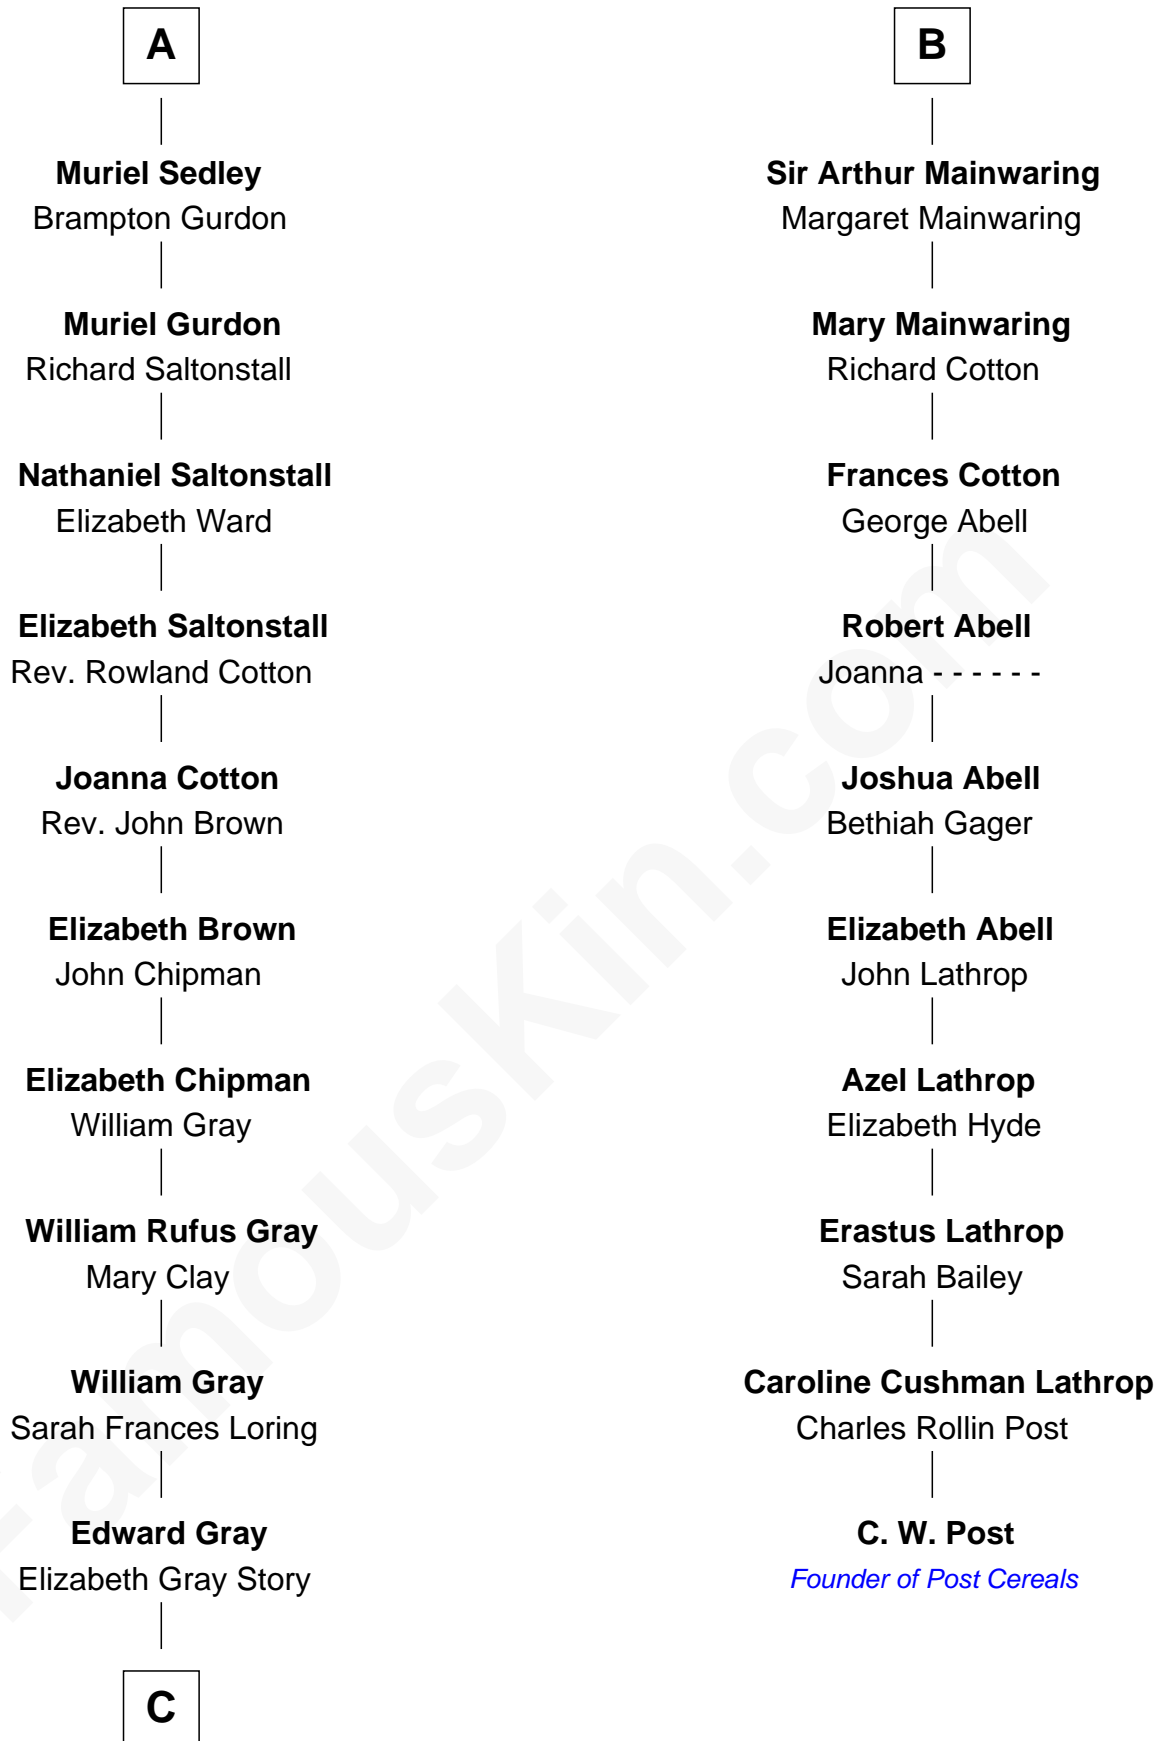 A
Muriel Sedley
Brampton Gurdon
Muriel Gurdon
Richard Saltonstall
Nathaniel Saltonstall
Elizabeth Ward
Elizabeth Saltonstall
Rev. Rowland Cotton
Joanna Cotton
Rev. John Brown
Elizabeth Brown
John Chipman
Elizabeth Chipman
William Gray
William Rufus Gray
Mary Clay
William Gray
Sarah Frances Loring
Edward Gray
Elizabeth Gray Story
C
B
Sir Arthur Mainwaring
Margaret Mainwaring
Mary Mainwaring
Richard Cotton
Frances Cotton
George Abell
Robert Abell
Joanna - - - - - -
Joshua Abell
Bethiah Gager
Elizabeth Abell
John Lathrop
Azel Lathrop
Elizabeth Hyde
Erastus Lathrop
Sarah Bailey
Caroline Cushman Lathrop
Charles Rollin Post
C. W. Post
Founder of Post Cereals
FamousKin.com